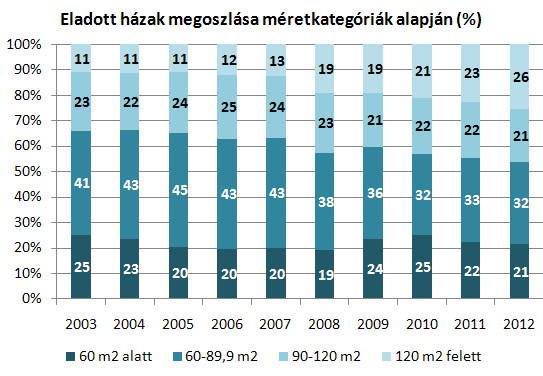 Eladott házak megoszlása méretkategóriák alapján (%)
100%
90%
80%
70%
60%
50%
40%
30%
20%
10%
0%
11 11 11 12 13 19 19 21 23 26
23 22 24 25 24 23 21 22 22 21
41 43 45 43 43 38 36 32 33 32
25 23 20 20 20 19 24 25 22 21
2003 2004 2005 2006 2007 2008 2009 2010 2011 2012
60 m2 alatt 60-89,9 m2 90-120 m2 120 m2 felett